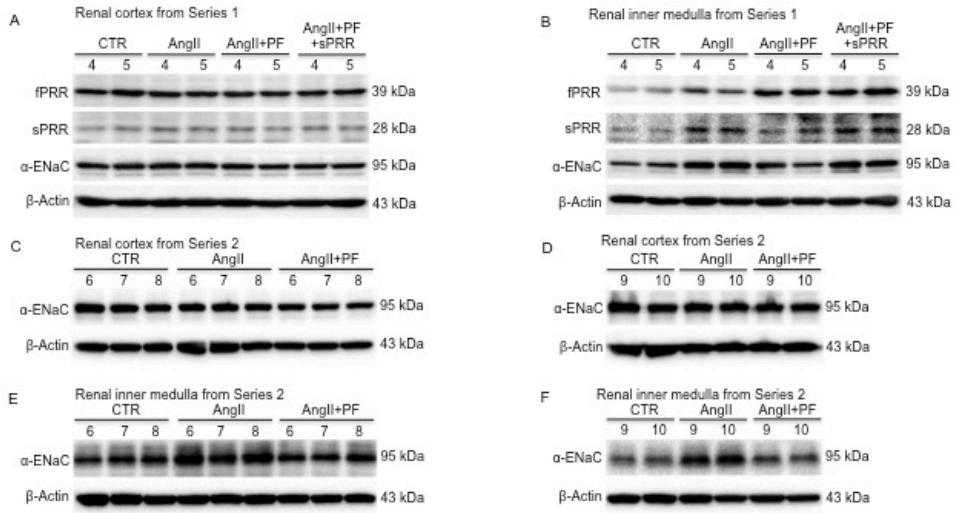 A
Renal cortex from Series 1
CTR AngII AngII+PF AngII+PF +sPRR
4 5 4 5 4 5 4 5
fPRR 39 kDa
sPRR 28 kDa
α-ENaC 95 kDa
β-Actin 43 kDa
B
Renal inner medulla from Series 1
CTR AngII AngII+PF AngII+PF +sPRR
4 5 4 5 4 5 4 5
fPRR 39 kDa
sPRR 28 kDa
α-ENaC 95 kDa
β-Actin 43 kDa
C
Renal cortex from Series 2
CTR AngII AngII+PF
6 7 8 6 7 8 6 7 8
α-ENaC 95 kDa
β-Actin 43 kDa
D
Renal cortex from Series 2
CTR AngII AngII+PF
9 10 9 10 9 10
α-ENaC 95 kDa
β-Actin 43 kDa
E
Renal inner medulla from Series 2
CTR AngII AngII+PF
6 7 8 6 7 8 6 7 8
α-ENaC 95 kDa
β-Actin 43 kDa
F
Renal inner medulla from Series 2
CTR AngII AngII+PF
9 10 9 10 9 10
α-ENaC 95 kDa
β-Actin 43 kDa